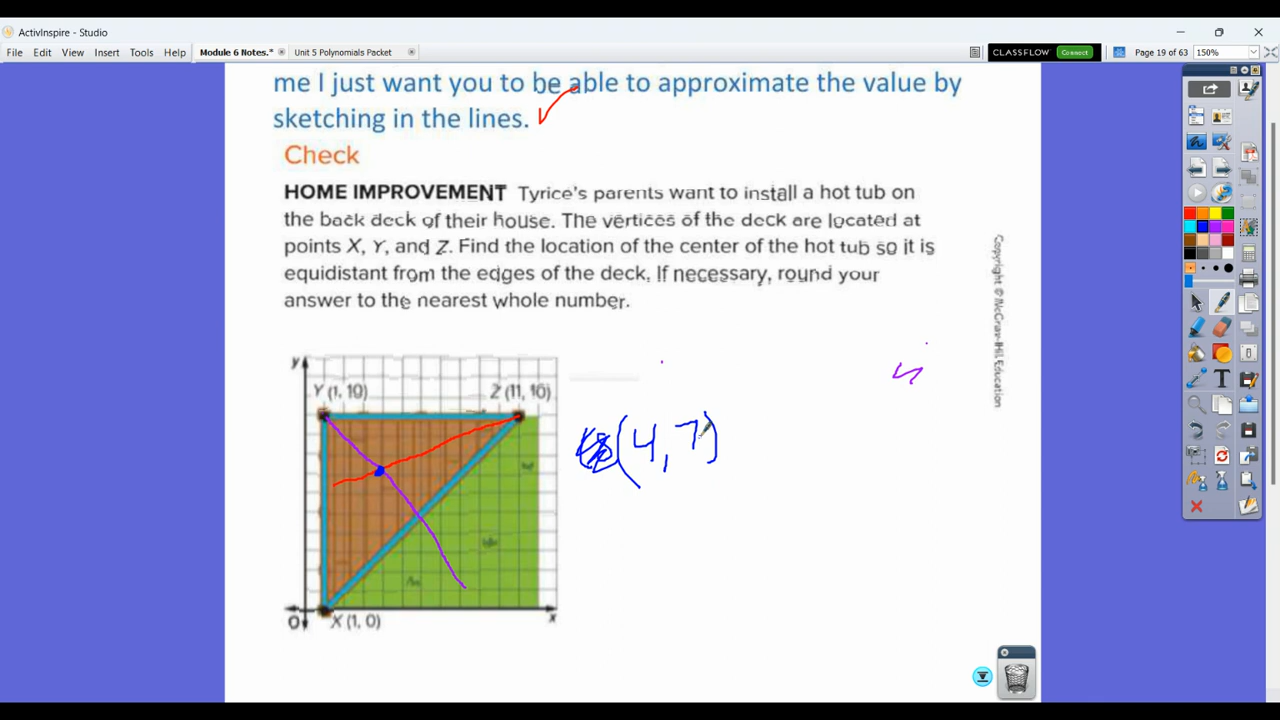 ActivInspire - Studio
File Edit View Insert Tools Help
Module 6 Notes.* Unit 5 Polynomials Packet
CLASSFLOW Connect
Page 19 of 63
150%
me I just want you to be able to approximate the value by
sketching in the lines.
Check
HOME IMPROVEMENT Tyrice's parents want to install a hot tub on
the back deck of their house. The vertices of the deck are located at
points X, Y, and Z. Find the location of the center of the hot tub so it is
equidistant from the edges of the deck. If necessary, round your
answer to the nearest whole number.
Copyright © McGraw-Hill Education
y
Y (1, 10)
Z (11, 10)
(4, 7)
O
X (1, 0)
x